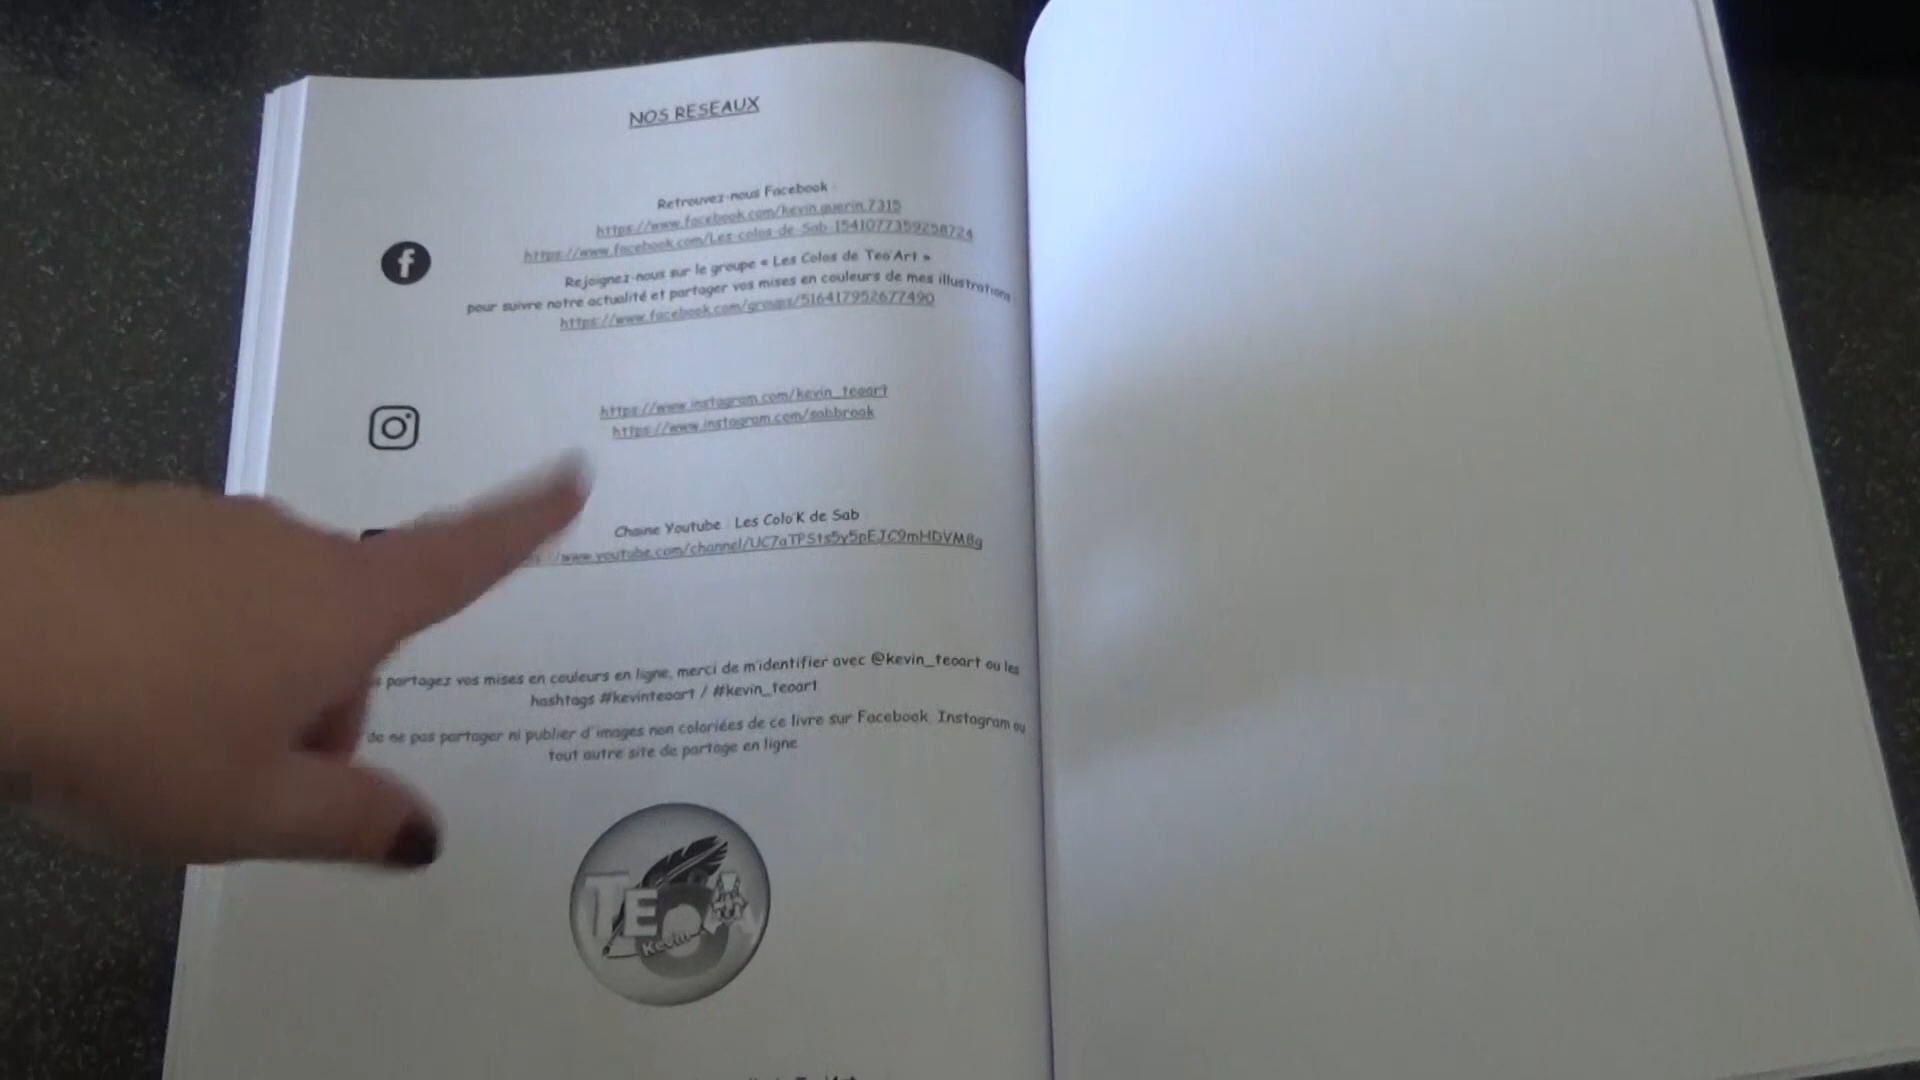 NOS RESEAUX
Retrouvez-nous Facebook :
https://www.facebook.com/kevin.guerin.7315
https://www.facebook.com/Les-colos-de-Sab-1541077359258724
Rejoignez-nous sur le groupe « Les Colos de Teo'Art »
pour suivre notre actualité et partager vos mises en couleurs de mes illustrations
https://www.facebook.com/groups/516417952677490
https://www.instagram.com/kevin_teoart
https://www.instagram.com/sabbrook
Chaine Youtube : Les Colo'K de Sab
://www.youtube.com/channel/UC7aTPSts5y5pEJC9mHDVM8g
partagez vos mises en couleurs en ligne, merci de m'identifier avec @kevin_teoart ou les
hashtags #kevinteoart / #kevin_teoart
de ne pas partager ni publier d'images non coloriées de ce livre sur Facebook, Instagram ou
tout autre site de partage en ligne
TEO
Kevin